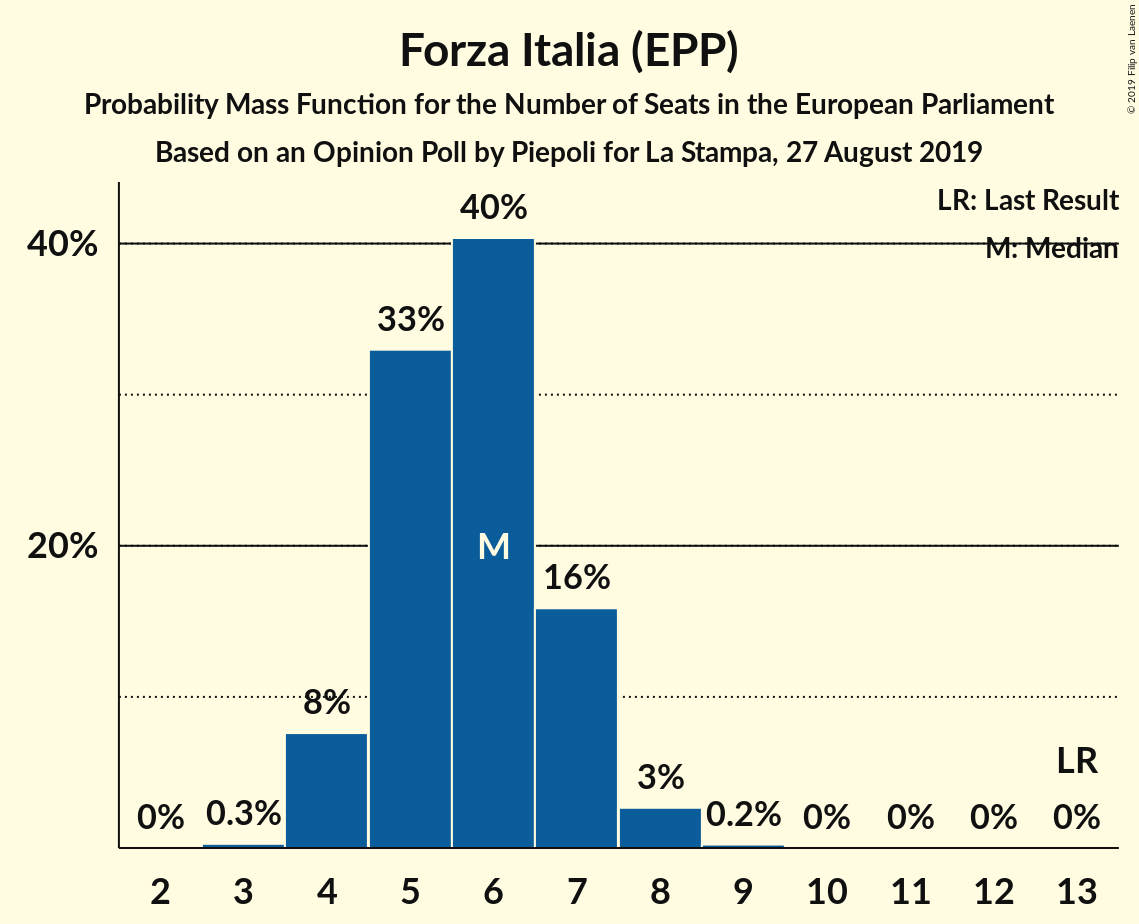 Forza Italia (EPP)
Probability Mass Function for the Number of Seats in the European Parliament
Based on an Opinion Poll by Piepoli for La Stampa, 27 August 2019
© 2019 Filip van Laenen
LR: Last Result
M: Median
40%
20%
0%
0.3%
8%
33%
40%
M
16%
3%
0.2%
0%
0%
0%
LR
0%
2 3 4 5 6 7 8 9 10 11 12 13